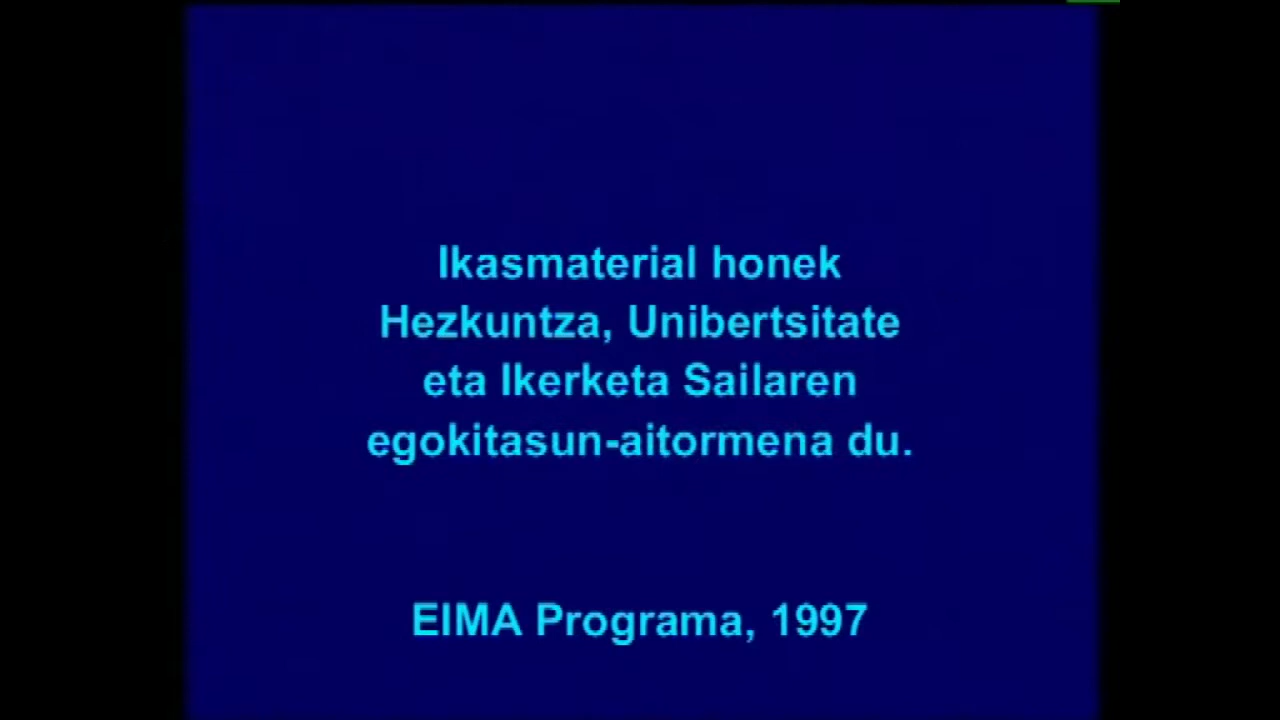 Ikasmaterial honek
Hezkuntza, Unibertsitate
eta Ikerketa Sailaren
egokitasun-aitormena du.
EIMA Programa, 1997